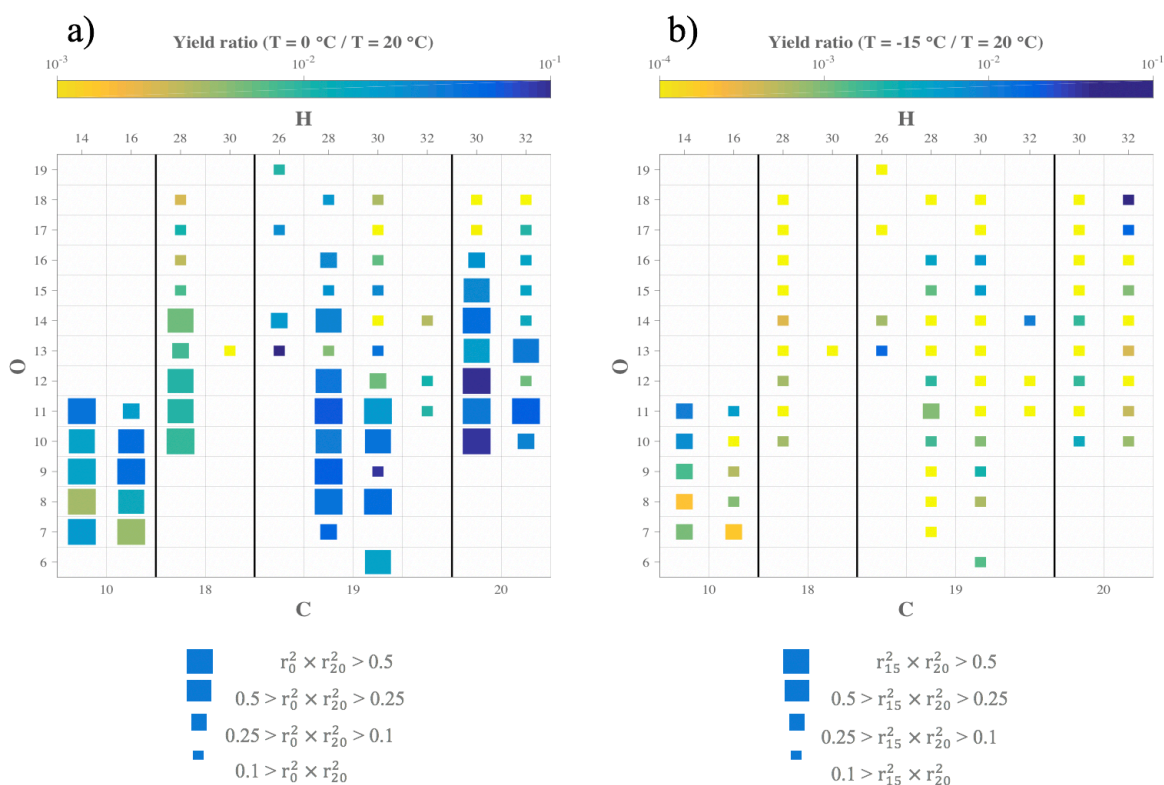 a)
Yield ratio (T = 0 °C / T = 20 °C)
10-3 10-2 10-1
H
14 16 28 30 26 28 30 32 30 32
19
18
17
16
15
14
13
12
11
10
9
8
7
6
O
10 18 19 20
C
r₀² × r₂₀² > 0.5
0.5 > r₀² × r₂₀² > 0.25
0.25 > r₀² × r₂₀² > 0.1
0.1 > r₀² × r₂₀²
b)
Yield ratio (T = -15 °C / T = 20 °C)
10-4 10-3 10-2 10-1
H
14 16 28 30 26 28 30 32 30 32
19
18
17
16
15
14
13
12
11
10
9
8
7
6
O
10 18 19 20
C
r₁₅² × r₂₀² > 0.5
0.5 > r₁₅² × r₂₀² > 0.25
0.25 > r₁₅² × r₂₀² > 0.1
0.1 > r₁₅² × r₂₀²